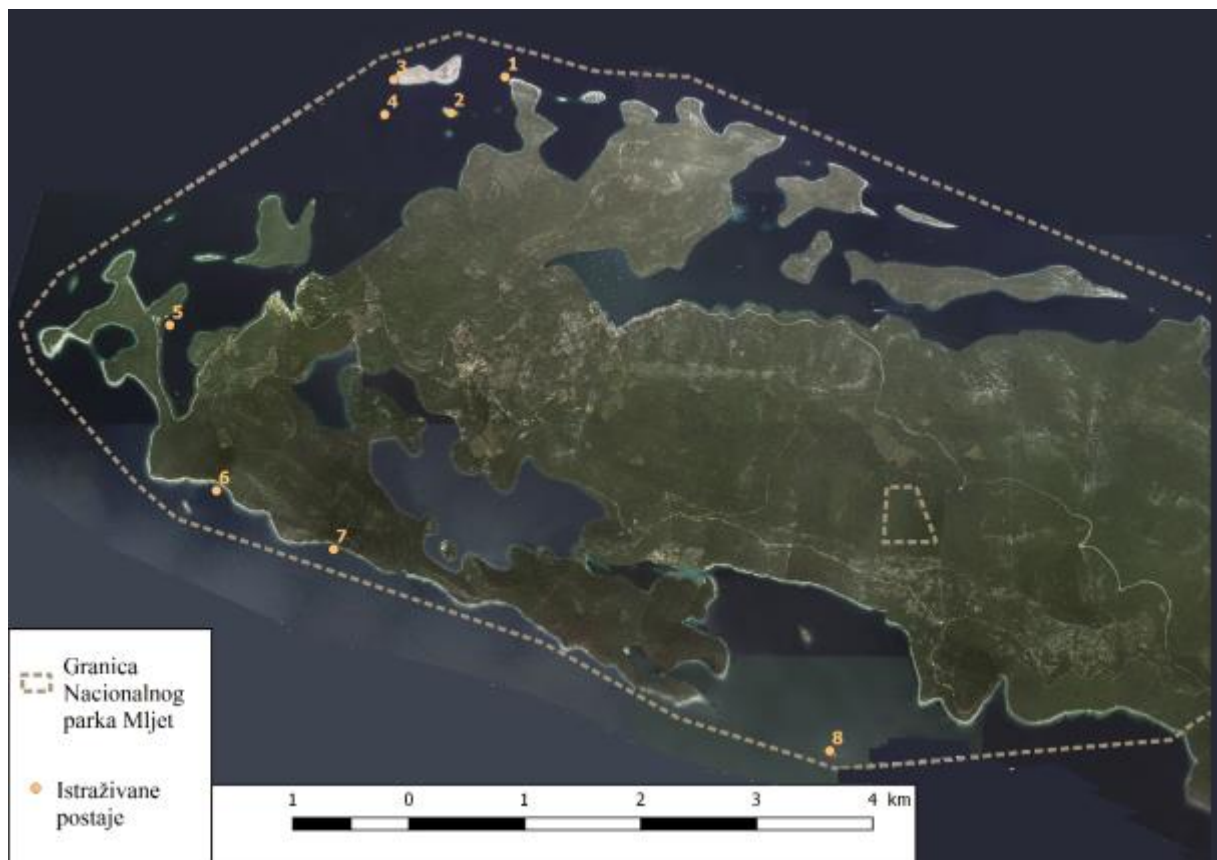 3
1
4
2
5
6
7
8
Granica
Nacionalnog
parka Mljet
Istraživane
postaje
1 0 1 2 3 4 km